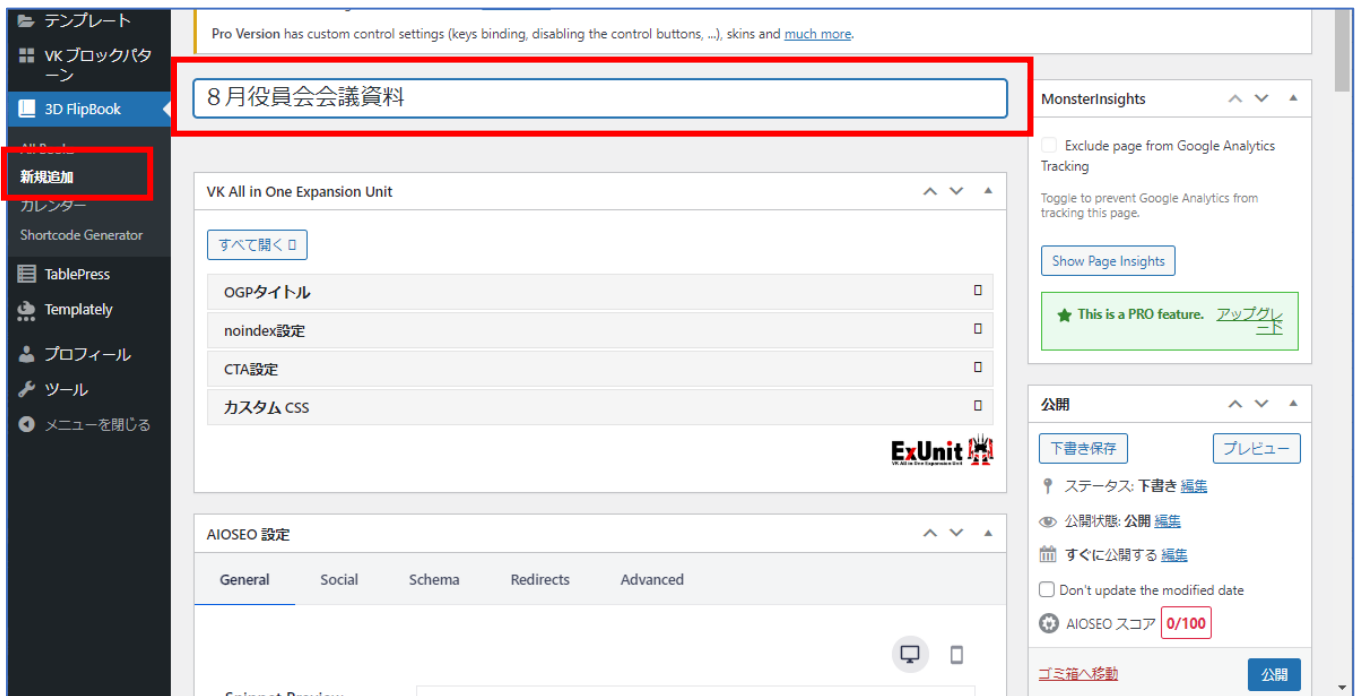 テンプレート
VK ブロックパタ
ーン
3D FlipBook
新規追加
カレンダー
Shortcode Generator
TablePress
Templately
プロフィール
ツール
メニューを閉じる
Pro Version has custom control settings (keys binding, disabling the control buttons, ...), skins and much more.
８月役員会会議資料
VK All in One Expansion Unit
すべて開く
OGPタイトル
noindex設定
CTA設定
カスタム CSS
ExUnit
VK All in One Expansion Unit
AIOSEO 設定
General Social Schema Redirects Advanced
MonsterInsights
Exclude page from Google Analytics
Tracking
Toggle to prevent Google Analytics from
tracking this page.
Show Page Insights
This is a PRO feature. アップグレ
ード
公開
下書き保存 プレビュー
ステータス: 下書き 編集
公開状態: 公開 編集
すぐに公開する 編集
Don't update the modified date
AIOSEO スコア 0/100
ゴミ箱へ移動 公開